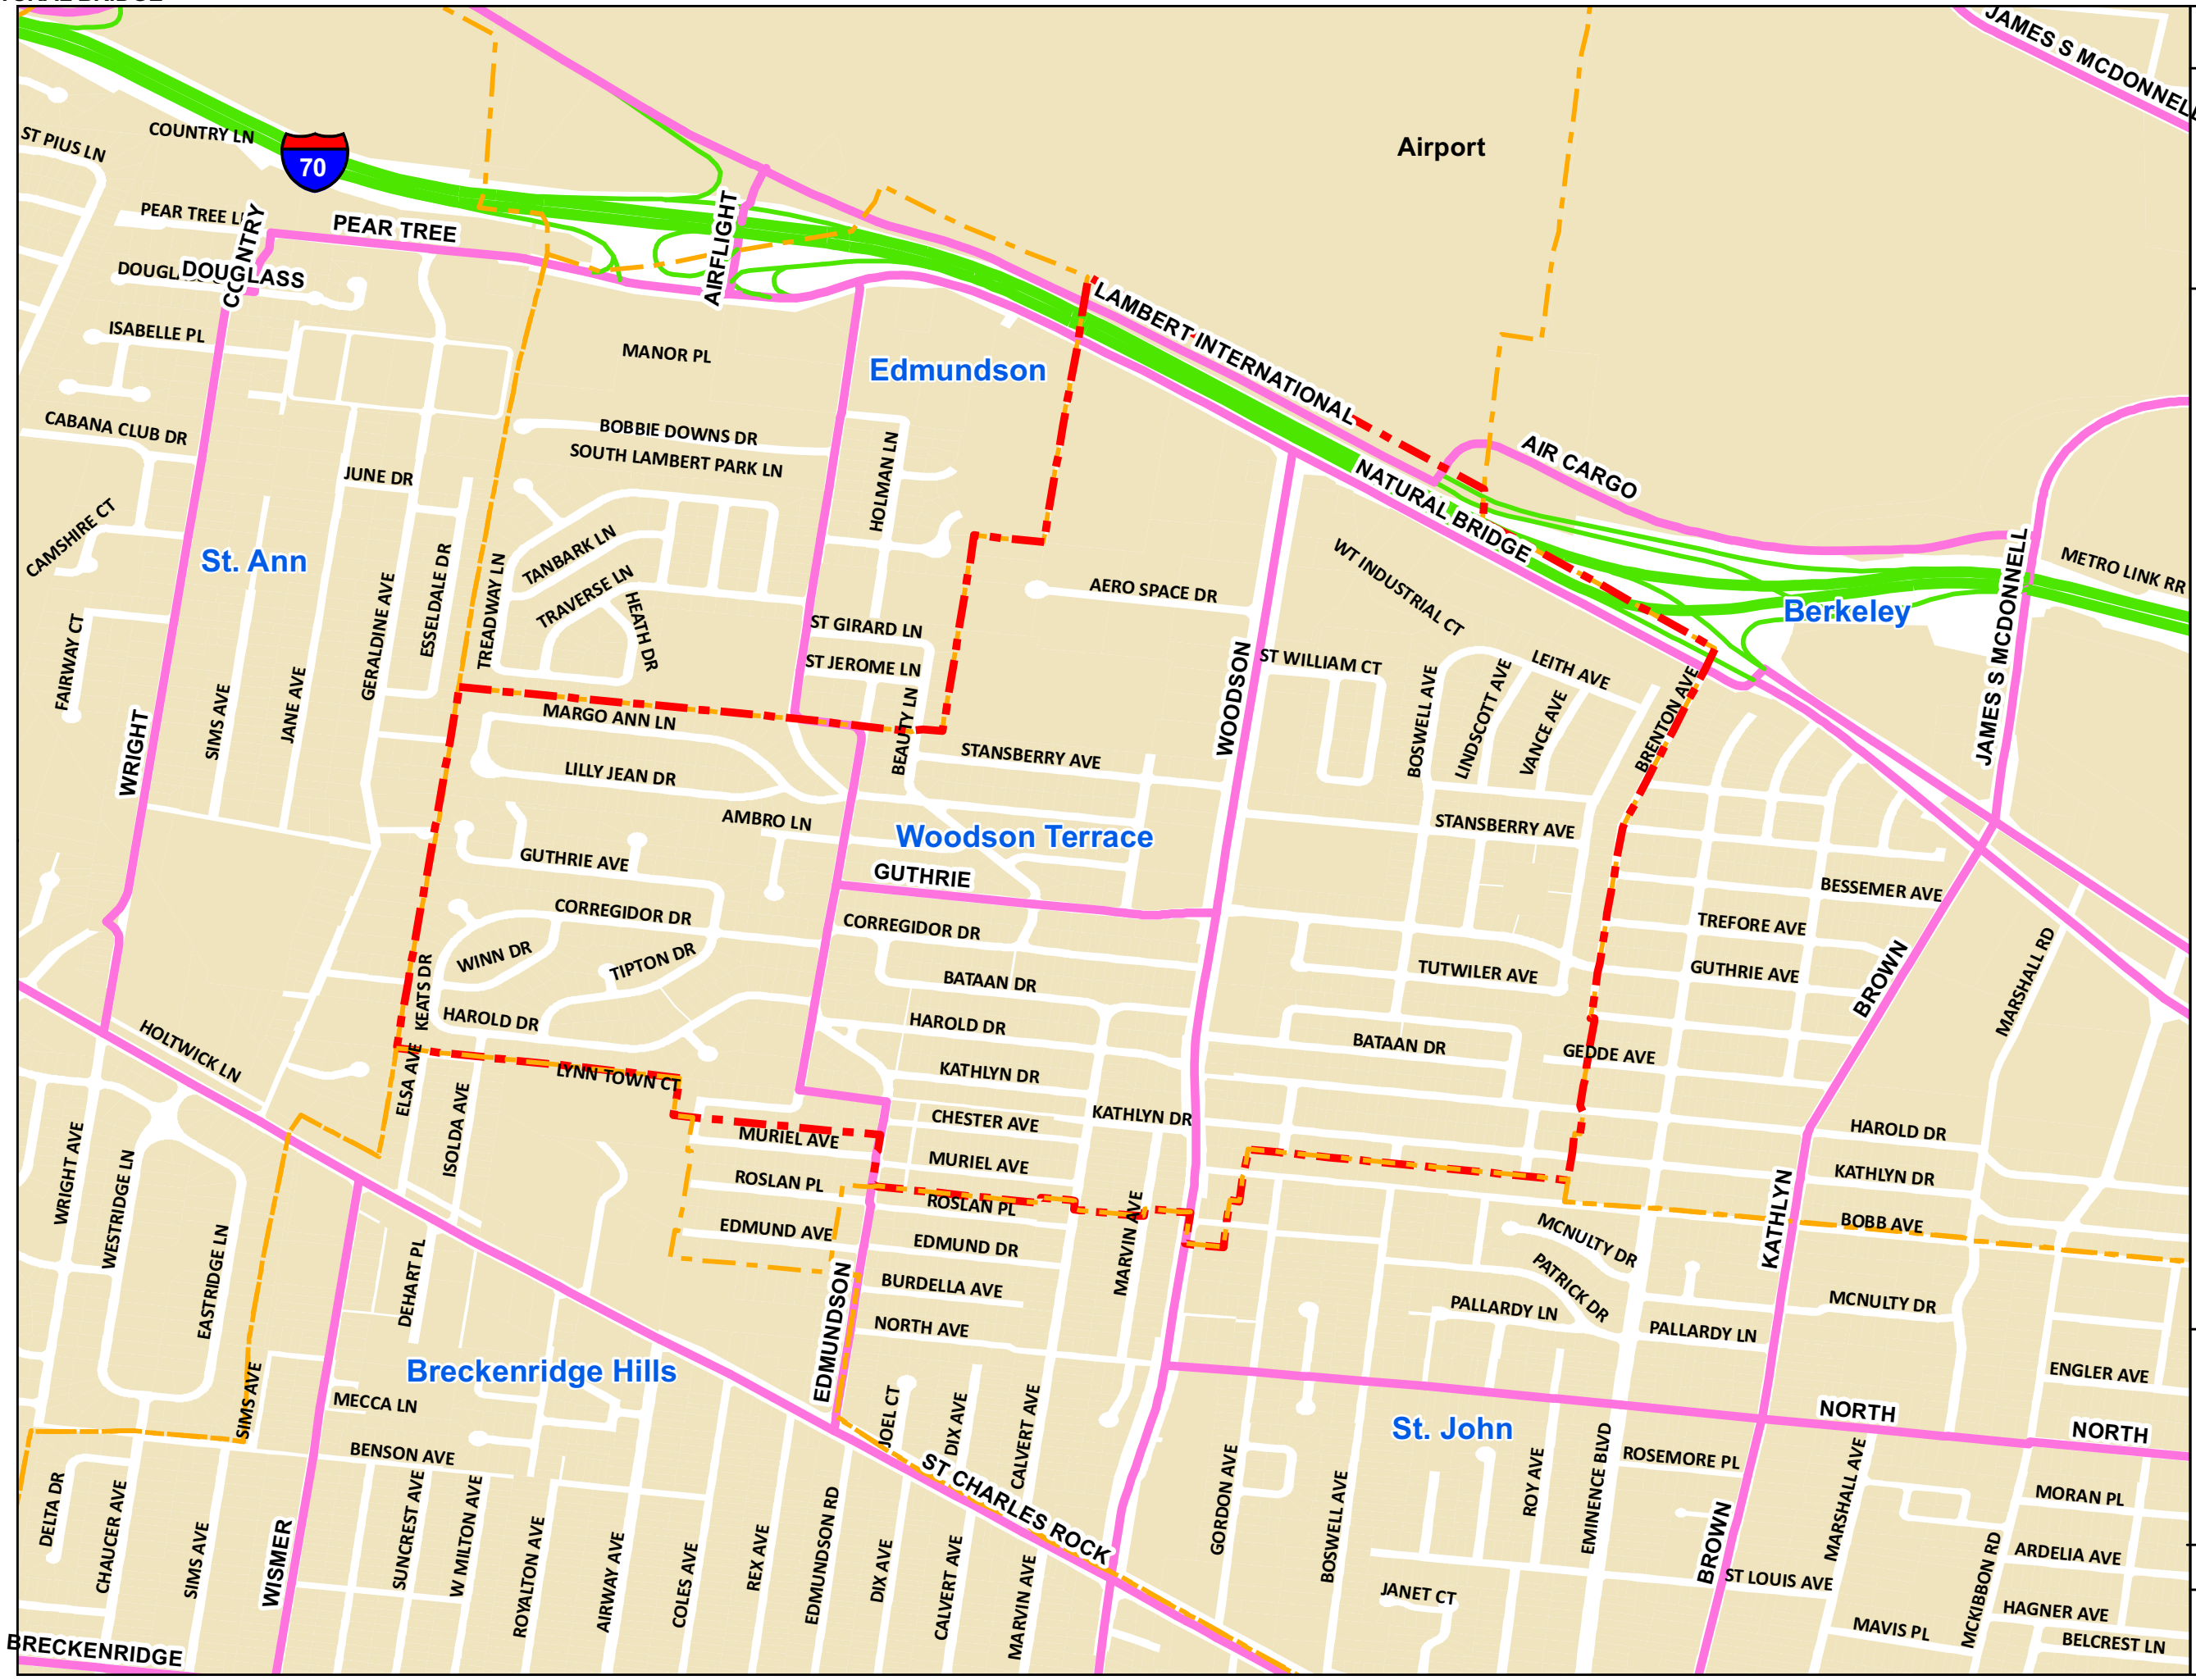 JAMES S MCDONNELL
Airport
COUNTRY LN
ST PIUS LN
70
PEAR TREE
COUNTRY
PEAR TREE
AIRFLIGHT
DOUGLASS
ISABELLE PL
MANOR PL
Edmundson
LAMBERT INTERNATIONAL
CABANA CLUB DR
BOBBIE DOWNS DR
SOUTH LAMBERT PARK LN
JUNE DR
HOLMAN LN
AIR CARGO
NATURAL BRIDGE
CAMSHIRE CT
St. Ann
TANBARK LN
TRAVERSE LN
HEATH DR
ESSELDALE DR
TREADWAY LN
GERALDINE AVE
AERO SPACE DR
WT INDUSTRIAL CT
METRO LINK RR
Berkeley
JAMES S MCDONNELL
FAIRWAY CT
ST GIRARD LN
ST JEROME LN
ST WILLIAM CT
WOODSON
LEITH AVE
BOSWELL AVE
LINDSCOTT AVE
VANCE AVE
BRENTON AVE
WRIGHT
SIMS AVE
JANE AVE
MARGO ANN LN
BEAUTY LN
STANSBERRY AVE
LILLY JEAN DR
AMBRO LN
Woodson Terrace
STANSBERRY AVE
GUTHRIE AVE
GUTHRIE
BESSEMER AVE
CORREGIDOR DR
CORREGIDOR DR
TREFORE AVE
WINN DR
TIPTON DR
BATAAN DR
TUTWILER AVE
GUTHRIE AVE
BROWN
MARSHALL RD
KEATS DR
HAROLD DR
HAROLD DR
BATAAN DR
GEDDE AVE
HOLTWICK LN
ELSA AVE
LYNN TOWN CT
KATHLYN DR
ISOLDA AVE
CHESTER AVE
KATHLYN DR
HAROLD DR
MURIEL AVE
MURIEL AVE
WRIGHT AVE
WESTRIDGE LN
ROSLAN PL
ROSLAN PL
KATHLYN DR
KATHLYN
BOBB AVE
EDMUND AVE
EDMUND DR
MARVIN AVE
MCNULTY DR
EASTRIDGE LN
DEHART PL
BURDELLA AVE
PATRICK DR
PALLARDY LN
MCNULTY DR
NORTH AVE
PALLARDY LN
EDMUNDSON
Breckenridge Hills
ENGLER AVE
SIMS AVE
MECCA LN
JOEL CT
DIX AVE
CALVERT AVE
St. John
NORTH
NORTH
BENSON AVE
ROSEMORE PL
ST CHARLES ROCK
DELTA DR
CHAUCER AVE
SIMS AVE
WISMER
SUNCREST AVE
W MILTON AVE
ROYALTON AVE
AIRWAY AVE
COLES AVE
REX AVE
EDMUNDSON RD
DIX AVE
CALVERT AVE
MARVIN AVE
GORDON AVE
BOSWELL AVE
ROY AVE
EMINENCE BLVD
BROWN
MARSHALL AVE
MORAN PL
MCKIBBON RD
ARDELIA AVE
ST LOUIS AVE
JANET CT
HAGNER AVE
MAVIS PL
BELCREST LN
BRECKENRIDGE